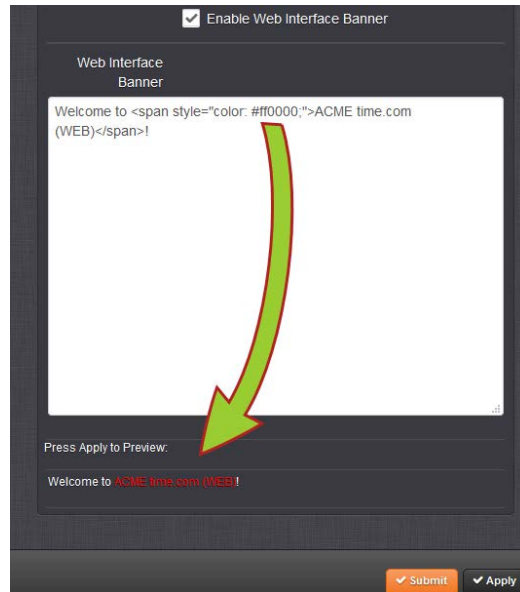 Enable Web Interface Banner
Web Interface
Banner
Welcome to <span style="color: #ff0000;">ACME time.com
(WEB)</span>!
Press Apply to Preview:
Welcome to ACME time.com (WEB)!
Submit
Apply